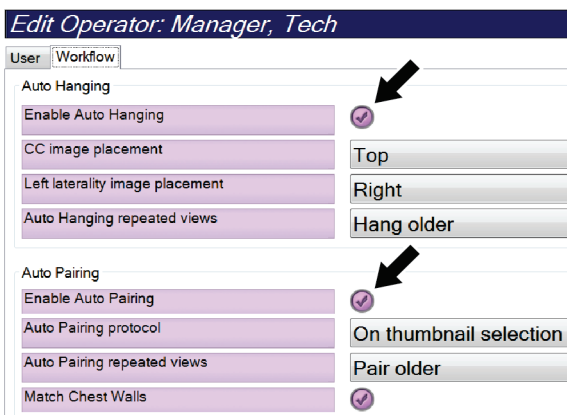 Edit Operator: Manager, Tech
User Workflow
Auto Hanging
Enable Auto Hanging
CC image placement Top
Left laterality image placement Right
Auto Hanging repeated views Hang older
Auto Pairing
Enable Auto Pairing
Auto Pairing protocol On thumbnail selection
Auto Pairing repeated views Pair older
Match Chest Walls